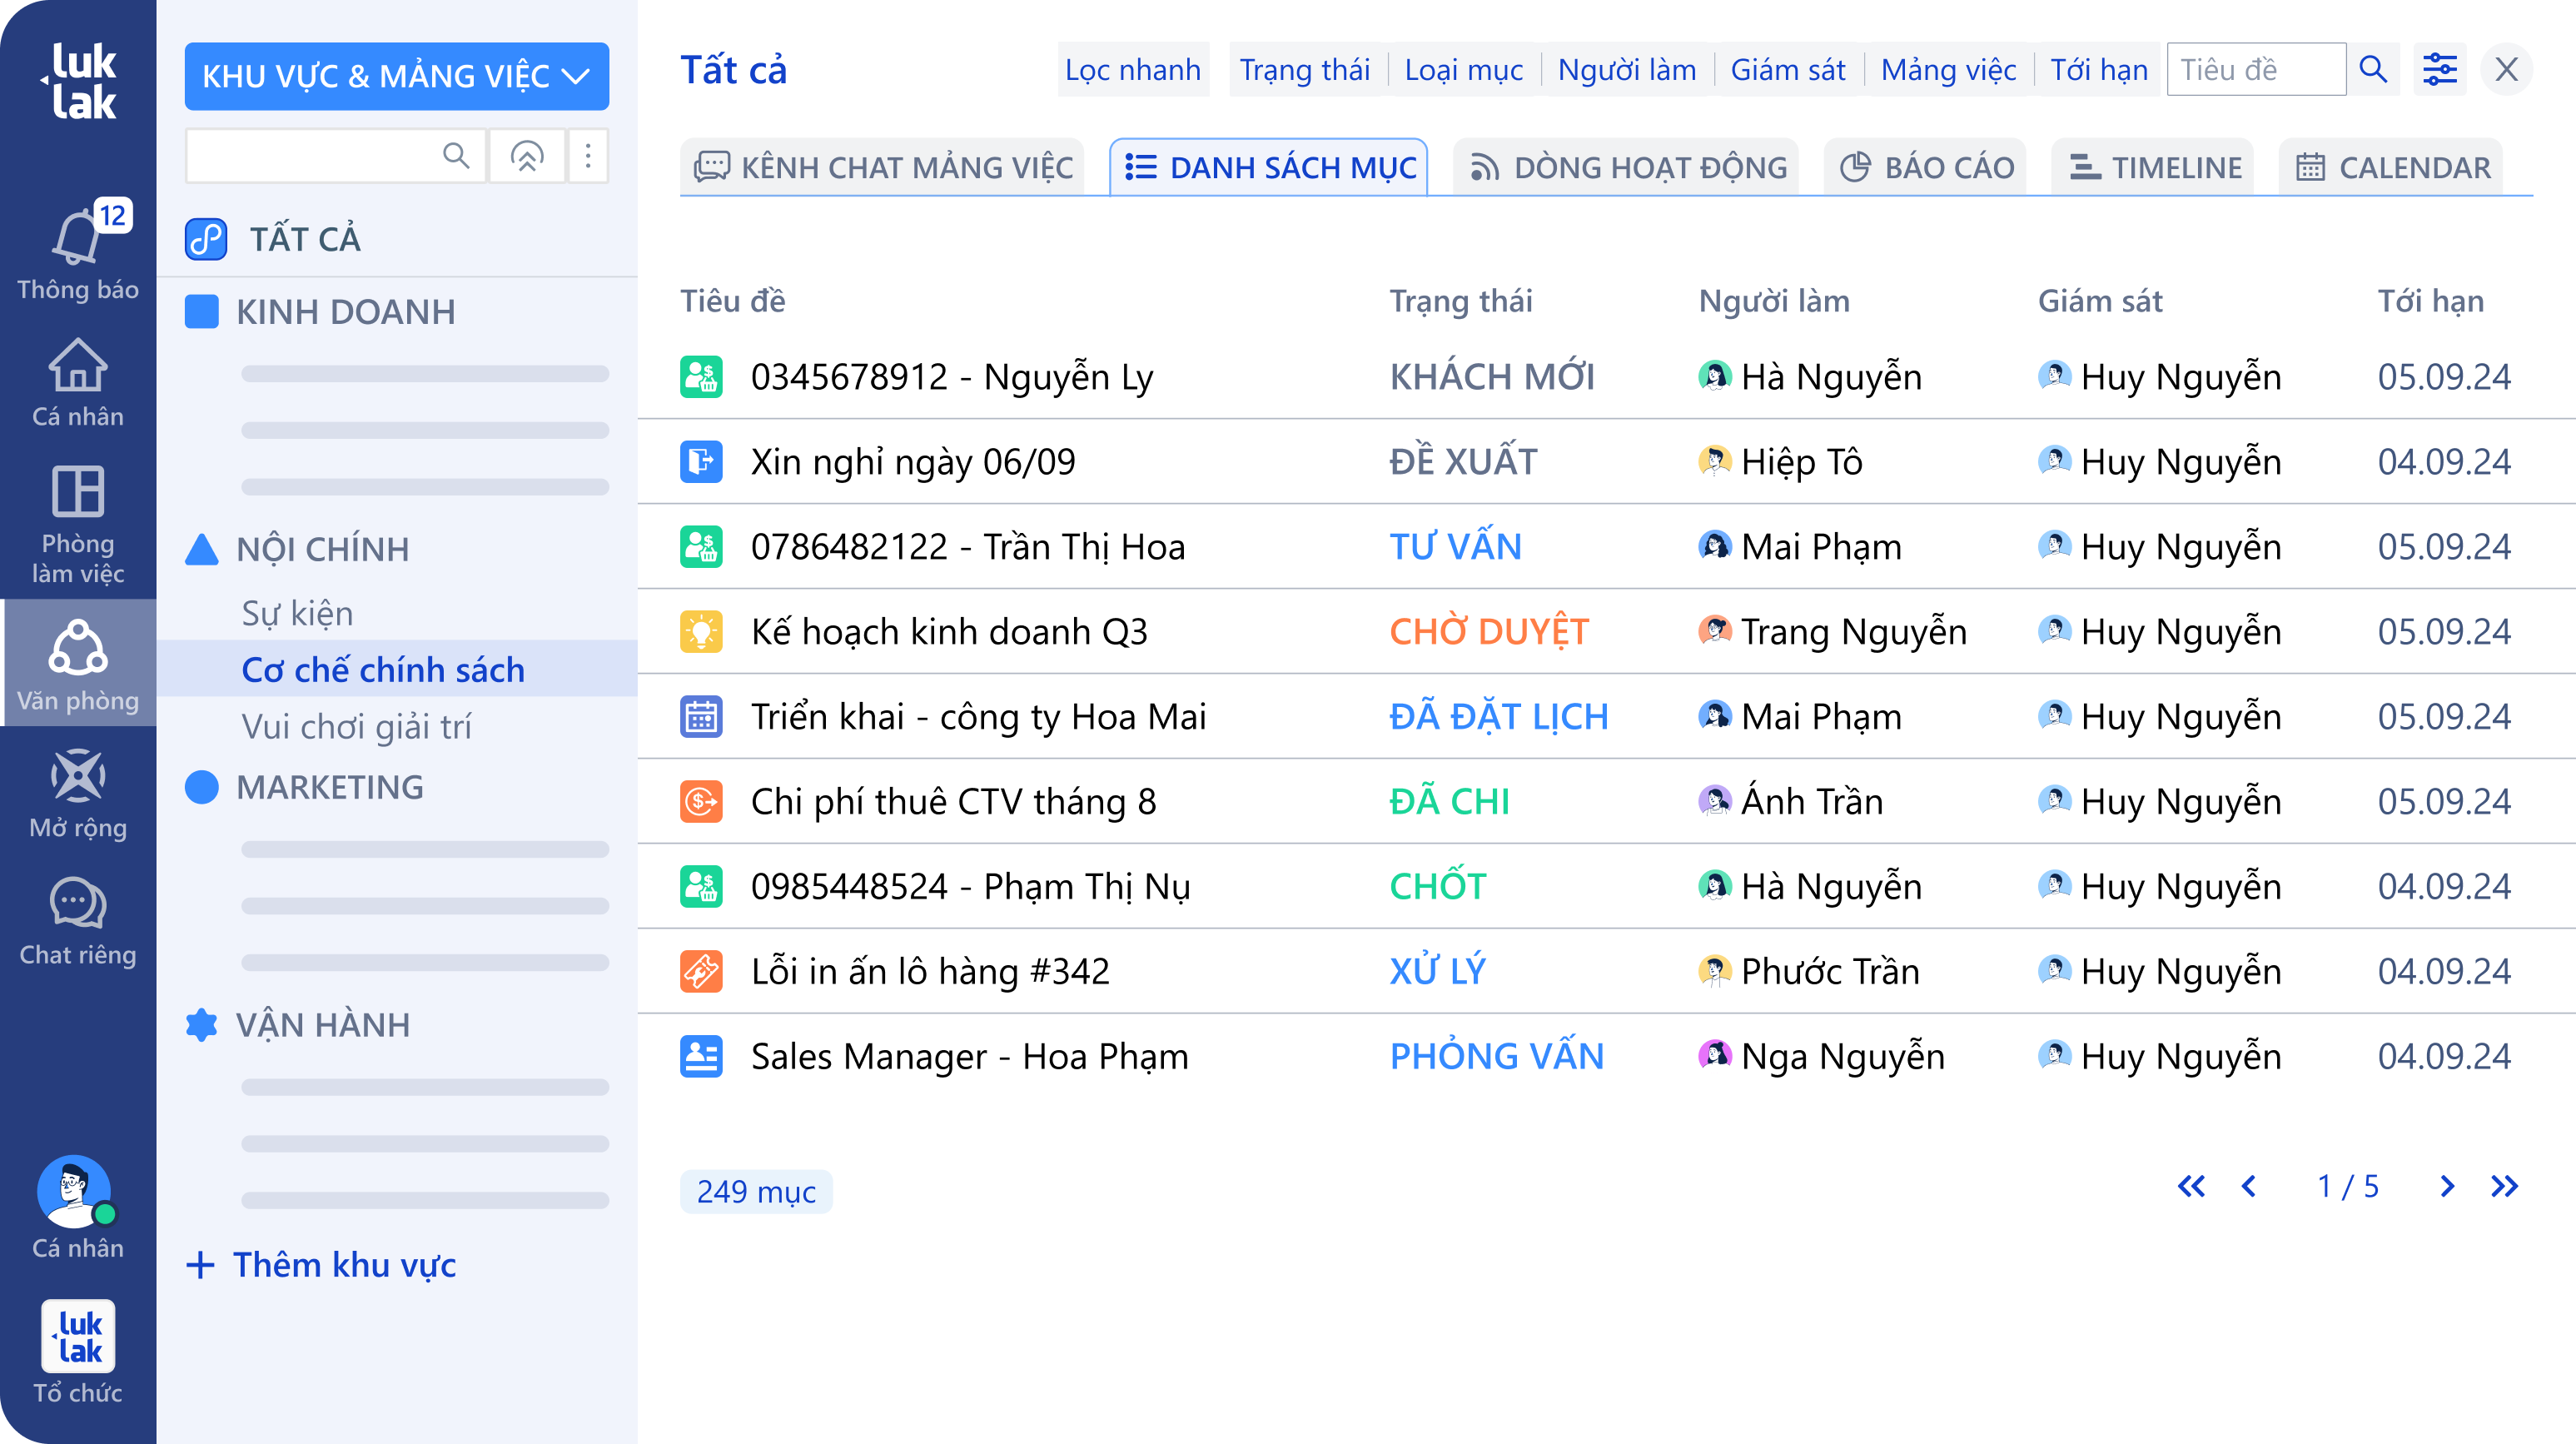 luk
lak
12
Thông báo
Cá nhân
Phòng
làm việc
Văn phòng
Mở rộng
Chat riêng
Cá nhân
luk
lak
Tổ chức
KHU VỰC & MẢNG VIỆC
TẤT CẢ
KINH DOANH
NỘI CHÍNH
Sự kiện
Cơ chế chính sách
Vui chơi giải trí
MARKETING
VẬN HÀNH
+ Thêm khu vực
Tất cả
Lọc nhanh
Trạng thái | Loại mục | Người làm | Giám sát | Mảng việc | Tới hạn
Tiêu đề
X
KÊNH CHAT MẢNG VIỆC
DANH SÁCH MỤC
DÒNG HOẠT ĐỘNG
BÁO CÁO
TIMELINE
CALENDAR
Tiêu đề Trạng thái Người làm Giám sát Tới hạn
0345678912 - Nguyễn Ly KHÁCH MỚI Hà Nguyễn Huy Nguyễn 05.09.24
Xin nghỉ ngày 06/09 ĐỀ XUẤT Hiệp Tô Huy Nguyễn 04.09.24
0786482122 - Trần Thị Hoa TƯ VẤN Mai Phạm Huy Nguyễn 05.09.24
Kế hoạch kinh doanh Q3 CHỜ DUYỆT Trang Nguyễn Huy Nguyễn 05.09.24
Triển khai - công ty Hoa Mai ĐÃ ĐẶT LỊCH Mai Phạm Huy Nguyễn 05.09.24
Chi phí thuê CTV tháng 8 ĐÃ CHI Ánh Trần Huy Nguyễn 05.09.24
0985448524 - Phạm Thị Nụ CHỐT Hà Nguyễn Huy Nguyễn 04.09.24
Lỗi in ấn lô hàng #342 XỬ LÝ Phước Trần Huy Nguyễn 04.09.24
Sales Manager - Hoa Phạm PHỎNG VẤN Nga Nguyễn Huy Nguyễn 04.09.24
249 mục
1 / 5